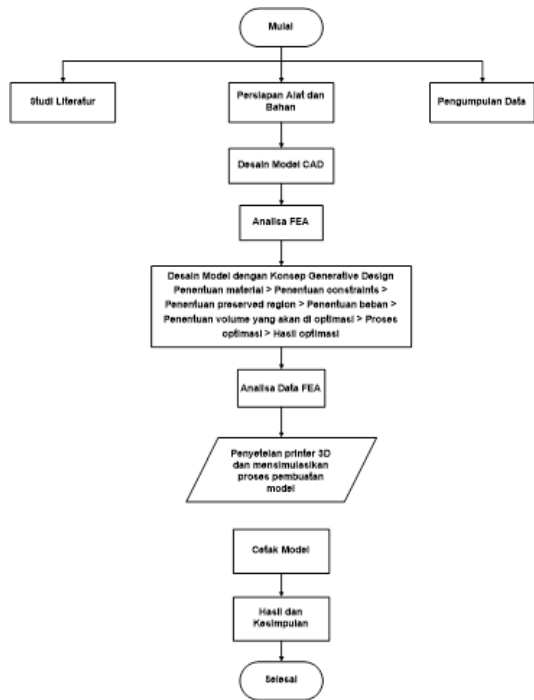 Mulai
Studi Literatur
Persiapan Alat dan
Bahan
Pengumpulan Data
Desain Model CAD
Analisa FEA
Desain Model dengan Konsep Generative Design
Penentuan material > Penentuan constraints >
Penentuan preserved region > Penentuan beban >
Penentuan volume yang akan di optimasi > Proses
optimasi > Hasil optimasi
Analisa Data FEA
Penyetelan printer 3D
dan mensimulasikan
proses pembuatan
model
Cetak Model
Hasil dan
Kesimpulan
Selesai